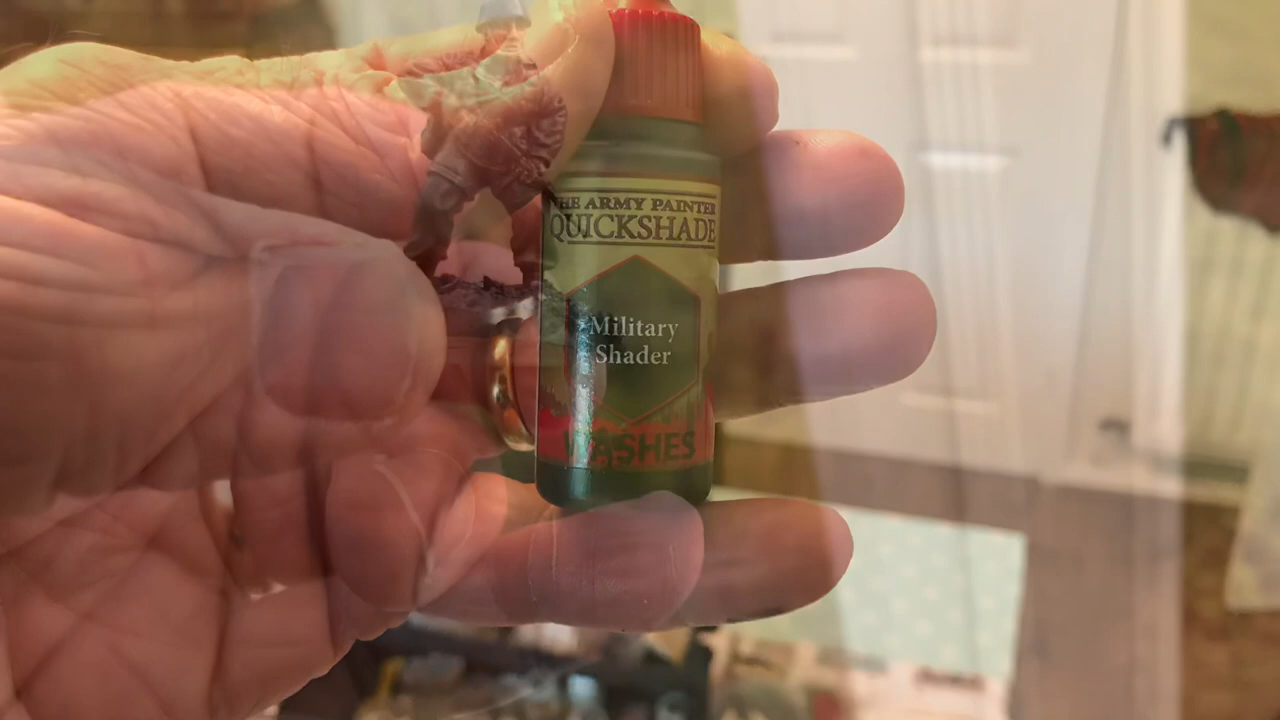 THE ARMY PAINTER
QUICKSHADE
Military
Shader
WASHES